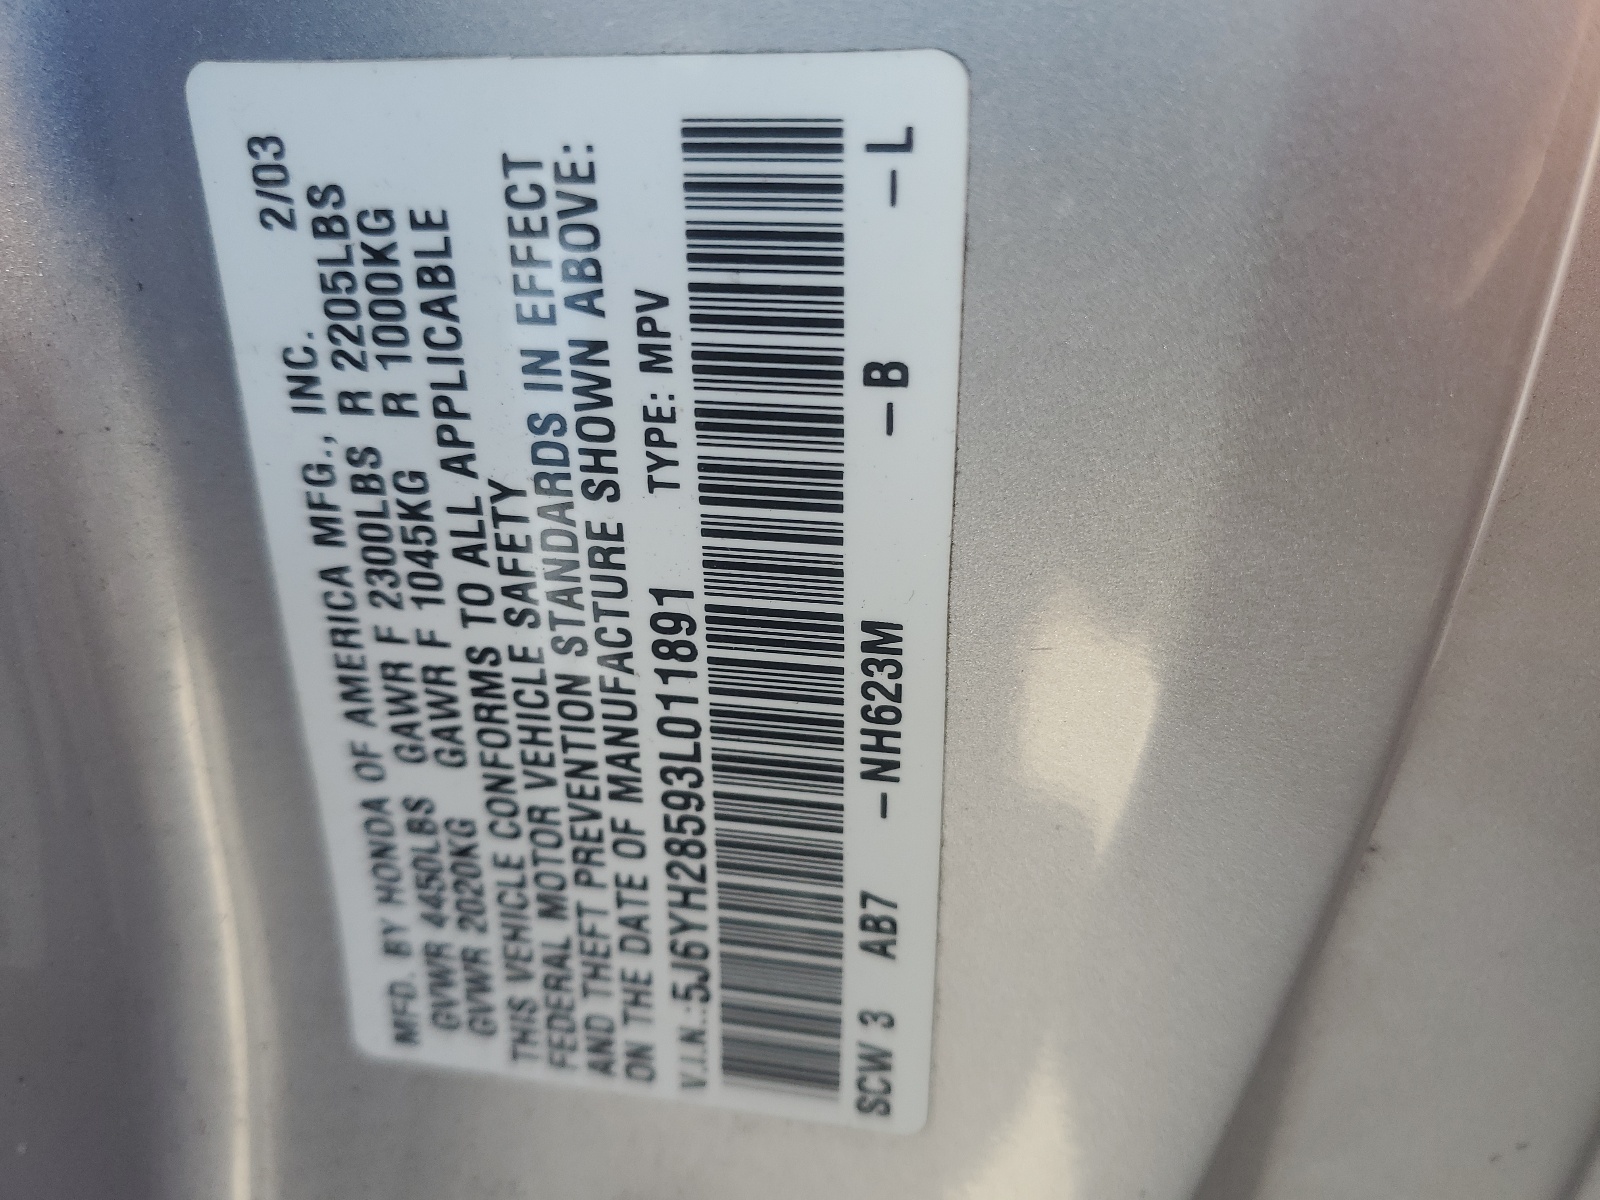 MFD. BY HONDA OF AMERICA MFG., INC. 2/03
GVWR 4450LBS GAWR F 2300LBS R 2205LBS
GVWR 2020KG GAWR F 1045KG R 1000KG
THIS VEHICLE CONFORMS TO ALL APPLICABLE
FEDERAL MOTOR VEHICLE SAFETY
AND THEFT PREVENTION STANDARDS IN EFFECT
ON THE DATE OF MANUFACTURE SHOWN ABOVE:
V.I.N.:5J6YH28593L011891 TYPE: MPV
SCW 3 AB7 –NH623M –B –L